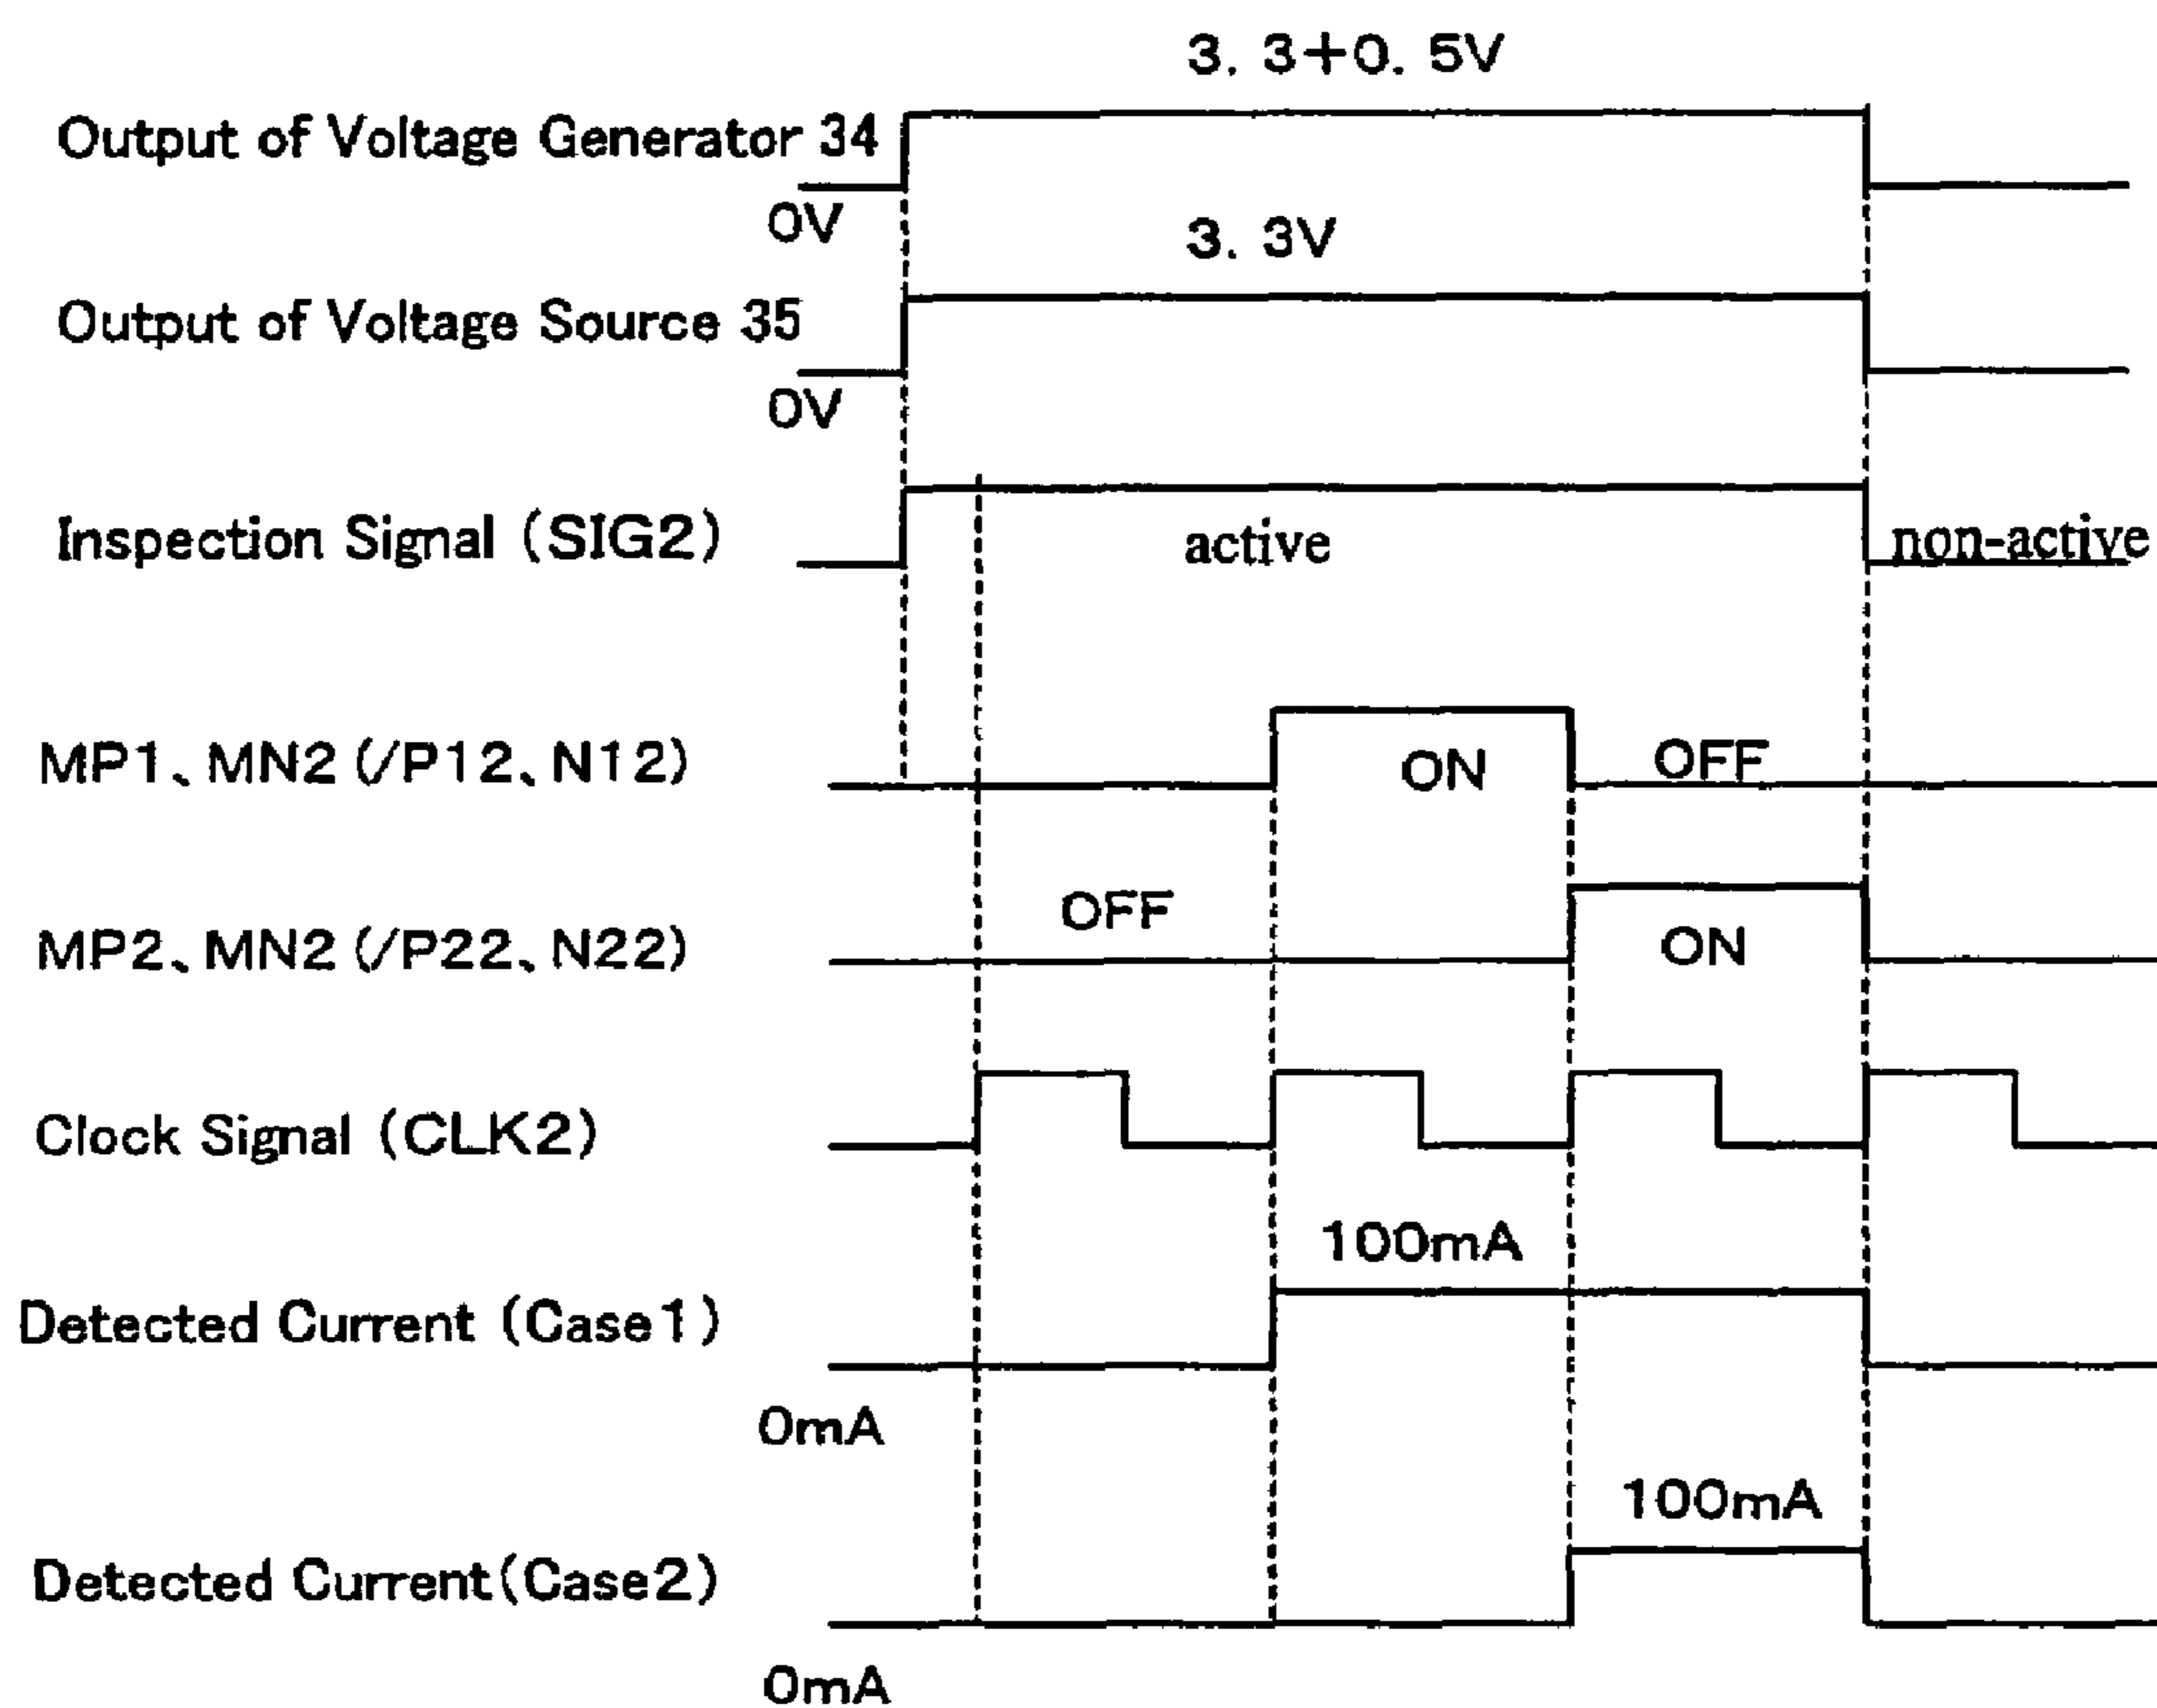 3. 3+0. 5V
Output of Voltage Generator 34
0V
3. 3V
Output of Voltage Source 35
0V
Inspection Signal (SIG2)
active
non-active
MP1、MN2 (/P12、N12)
ON
OFF
OFF
MP2、MN2 (/P22、N22)
ON
Clock Signal (CLK2)
100mA
Detected Current (Case1)
0mA
100mA
Detected Current(Case2)
0mA